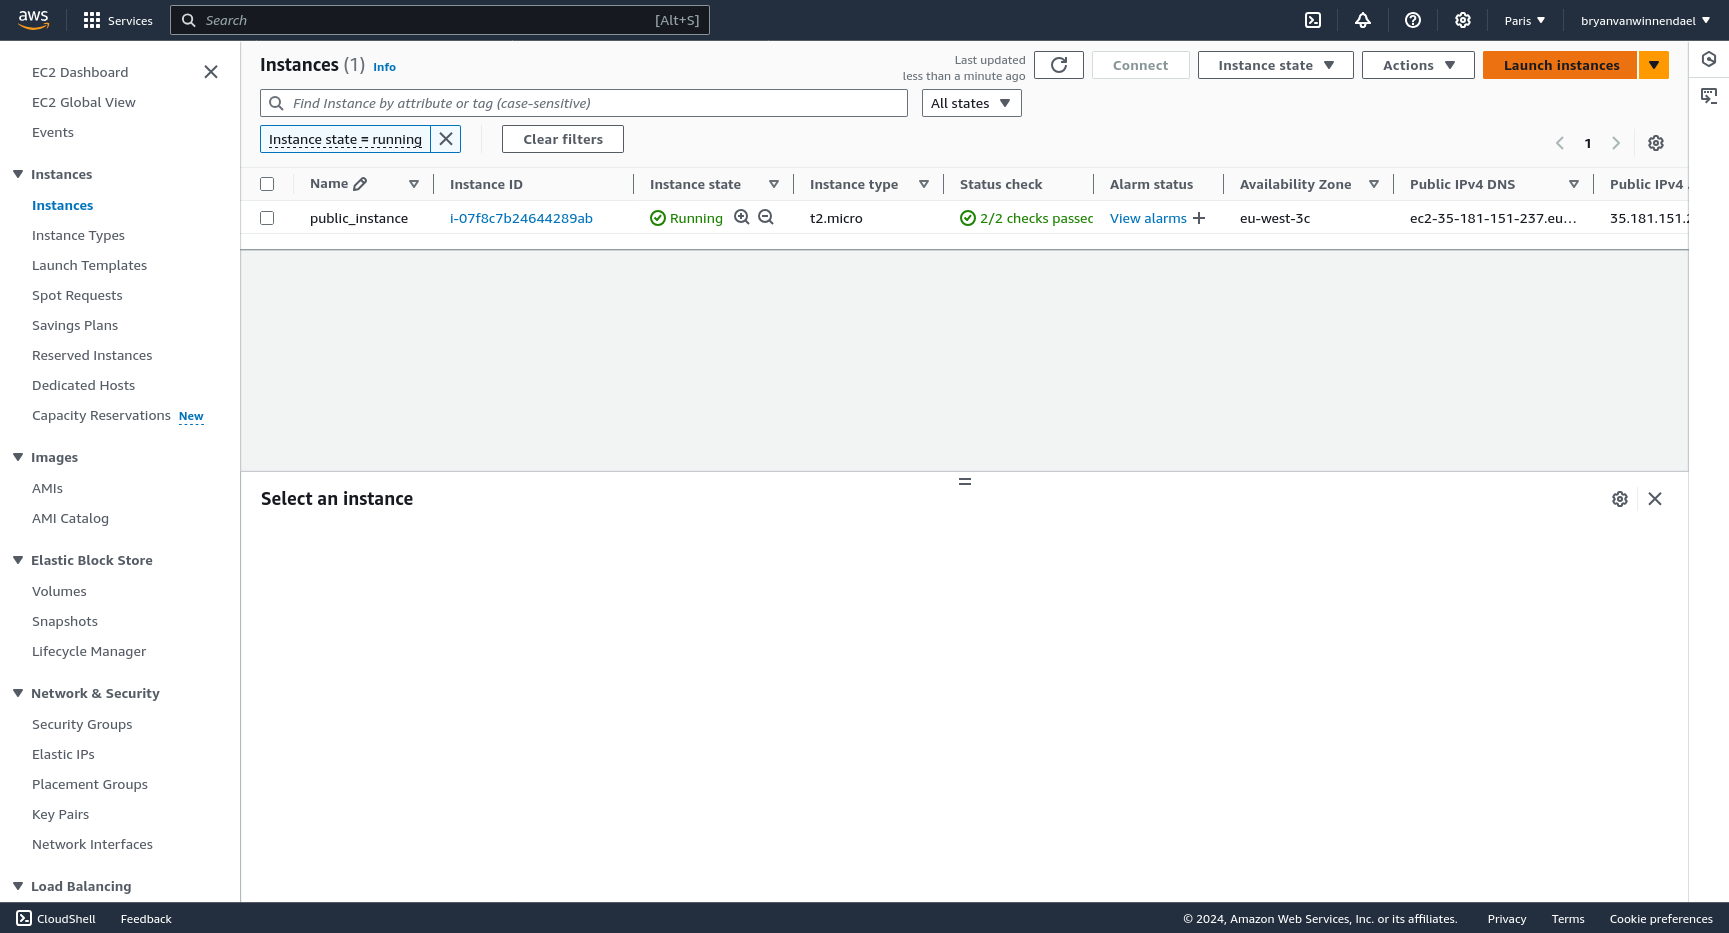 aws Services Search [Alt+S] Paris bryanvanwinnendael
EC2 Dashboard
EC2 Global View
Events
Instances
Instances
Instance Types
Launch Templates
Spot Requests
Savings Plans
Reserved Instances
Dedicated Hosts
Capacity Reservations New
Images
AMIs
AMI Catalog
Elastic Block Store
Volumes
Snapshots
Lifecycle Manager
Network & Security
Security Groups
Elastic IPs
Placement Groups
Key Pairs
Network Interfaces
Load Balancing
Instances (1) Info
Last updated
less than a minute ago
Connect Instance state Actions Launch instances
Find Instance by attribute or tag (case-sensitive) All states
Instance state = running Clear filters 1
Name Instance ID Instance state Instance type Status check Alarm status Availability Zone Public IPv4 DNS Public IPv4
public_instance i-07f8c7b24644289ab Running t2.micro 2/2 checks passec View alarms eu-west-3c ec2-35-181-151-237.eu... 35.181.151.2
Select an instance
CloudShell Feedback © 2024, Amazon Web Services, Inc. or its affiliates. Privacy Terms Cookie preferences